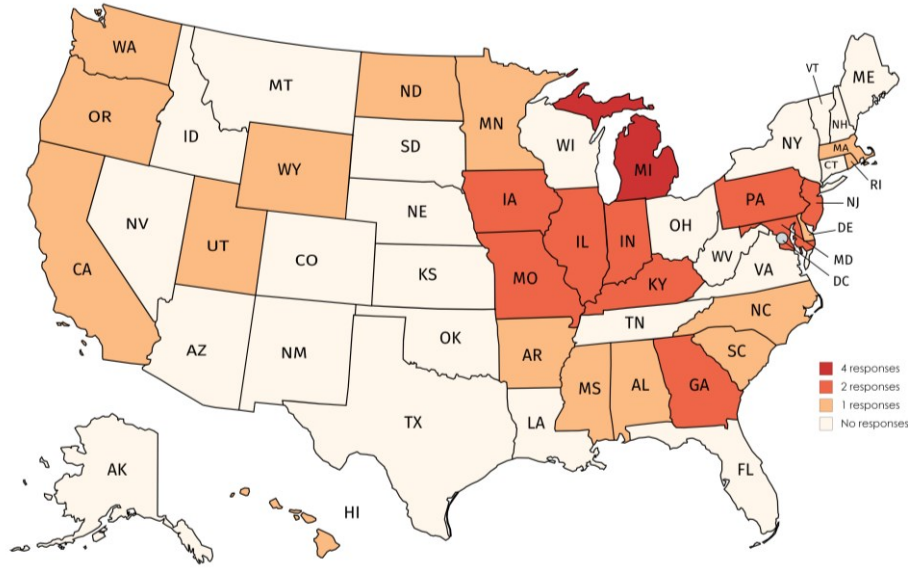 WA
MT
ND
MN
VT
ME
OR
ID
SD
WI
NH
NY
MA
WY
MI
CT
RI
IA
PA
NJ
NE
NV
UT
OH
DE
IL
IN
CA
CO
WV
MD
KS
MO
KY
VA
DC
NC
TN
AZ
NM
OK
AR
SC
4 responses
MS
AL
GA
2 responses
1 responses
TX
LA
No responses
AK
FL
HI